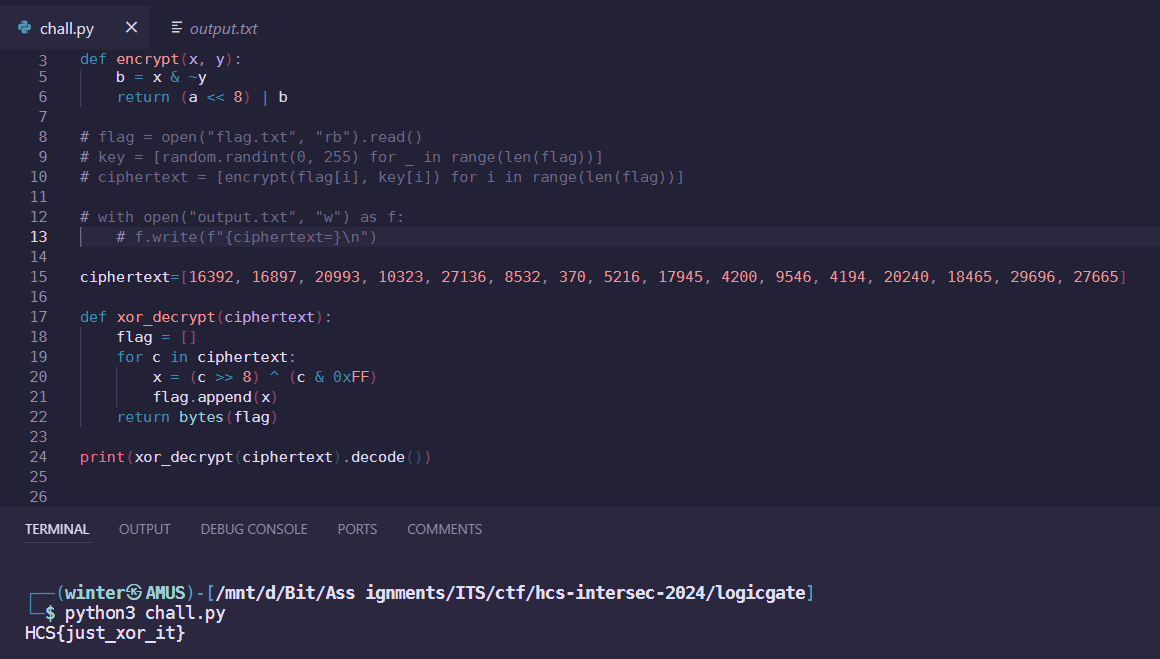 chall.py
output.txt
3 def encrypt(x, y):
5 b = x & ~y
6 return (a << 8) | b
7
8 # flag = open("flag.txt", "rb").read()
9 # key = [random.randint(0, 255) for _ in range(len(flag))]
10 # ciphertext = [encrypt(flag[i], key[i]) for i in range(len(flag))]
11
12 # with open("output.txt", "w") as f:
13 # f.write(f"{ciphertext=}\n")
14
15 ciphertext=[16392, 16897, 20993, 10323, 27136, 8532, 370, 5216, 17945, 4200, 9546, 4194, 20240, 18465, 29696, 27665]
16
17 def xor_decrypt(ciphertext):
18 flag = []
19 for c in ciphertext:
20 x = (c >> 8) ^ (c & 0xFF)
21 flag.append(x)
22 return bytes(flag)
23
24 print(xor_decrypt(ciphertext).decode())
25
26
TERMINAL OUTPUT DEBUG CONSOLE PORTS COMMENTS
┌──(winter㉿AMUS)-[/mnt/d/Bit/Ass ignments/ITS/ctf/hcs-intersec-2024/logicgate]
└─$ python3 chall.py
HCS{just_xor_it}